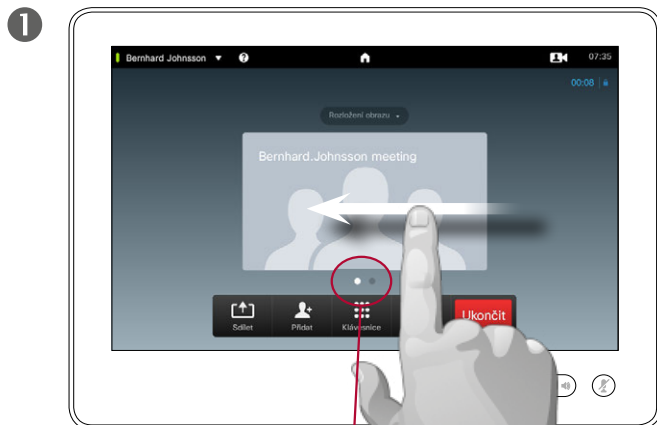 1
Bernhard Johnsson ▼ ? 07:35
00:08
Rozložení obrazu
Bernhard.Johnsson meeting
Sdílet Přidat Klávesnice Ukončit